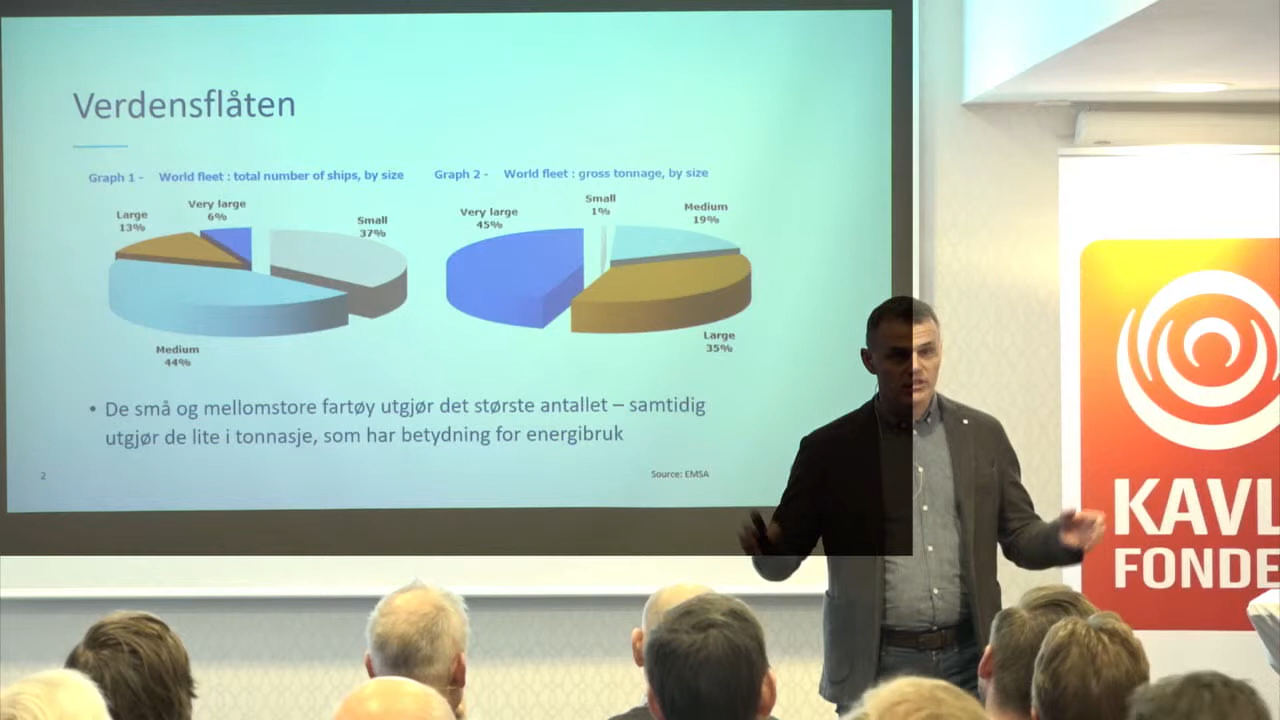 Verdensflåten
Graph 1 - World fleet : total number of ships, by size
Graph 2 - World fleet : gross tonnage, by size
Very large
6%
Large
13%
Small
37%
Medium
44%
Small
1%
Very large
45%
Medium
19%
Large
35%
• De små og mellomstore fartøy utgjør det største antallet – samtidig
utgjør de lite i tonnasje, som har betydning for energibruk
2
Source: EMSA
KAVL
FONDE